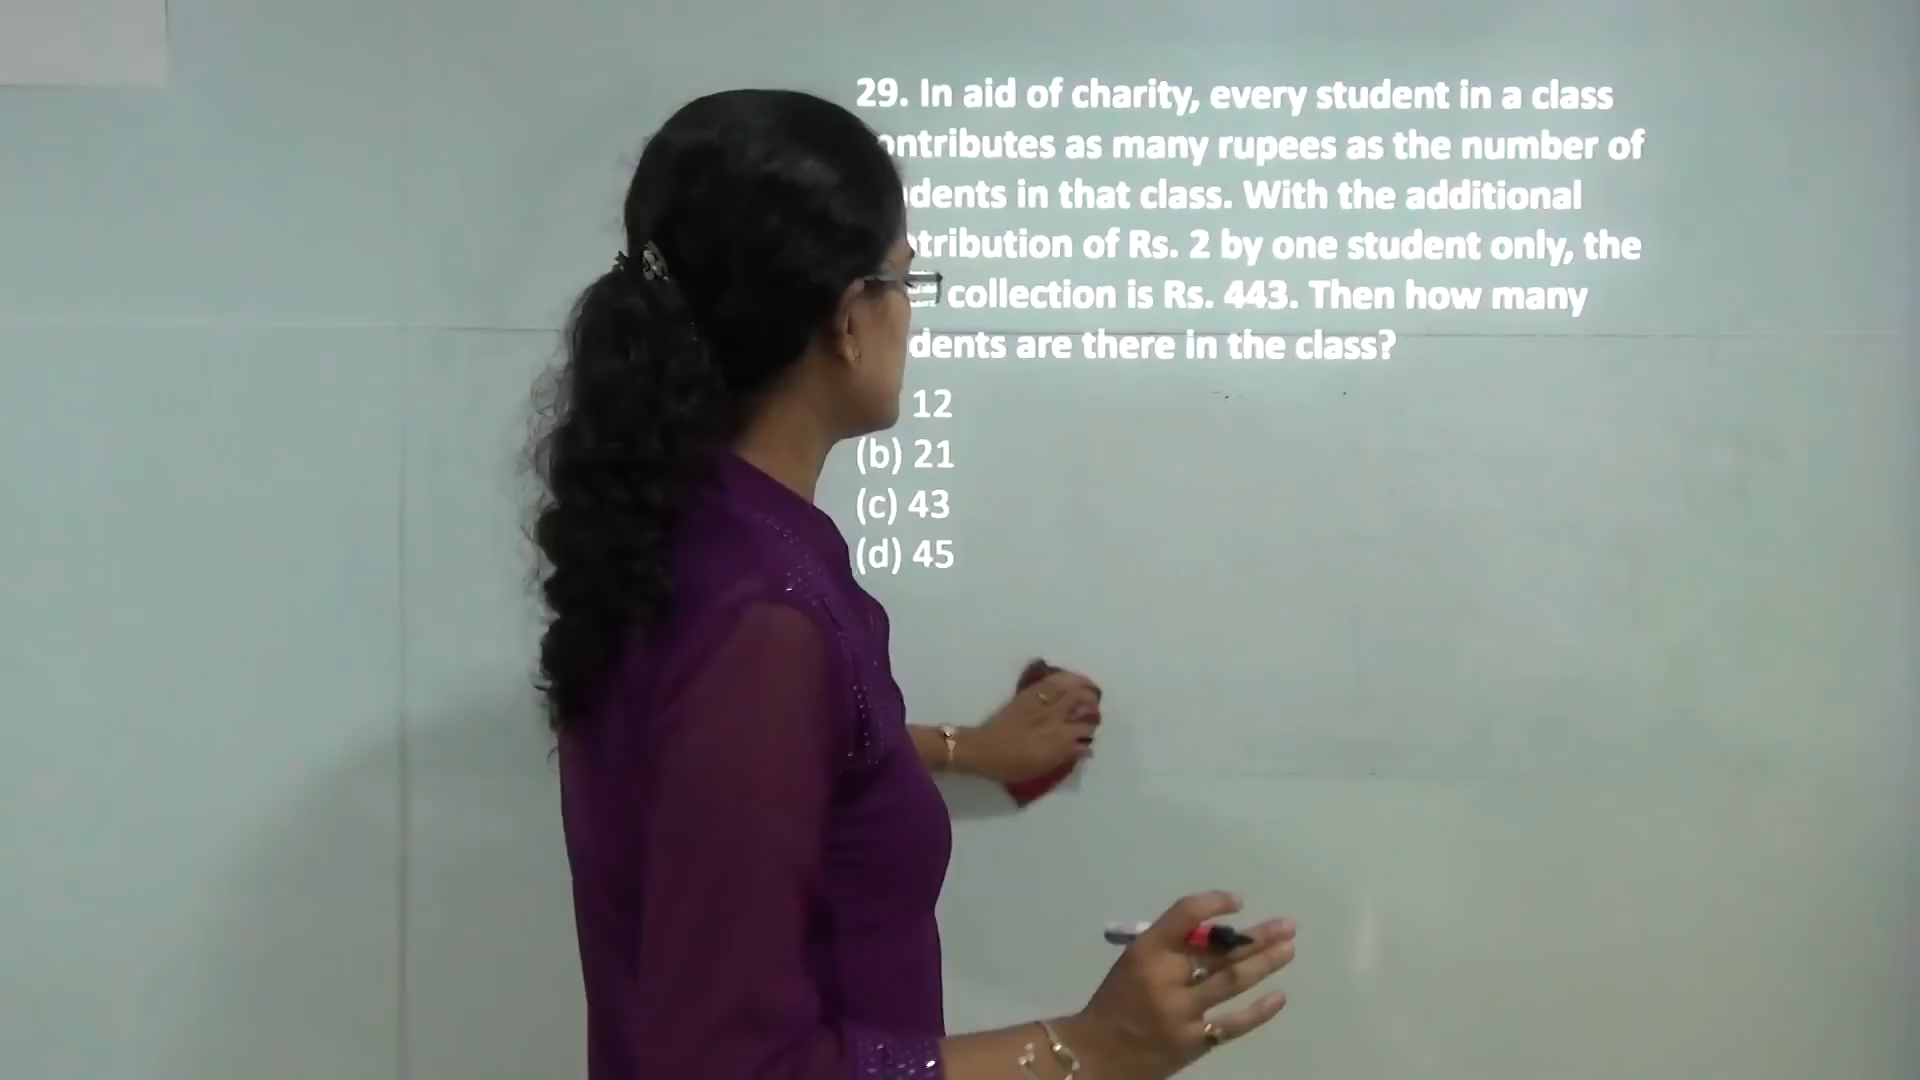 29. In aid of charity, every student in a class
ontributes as many rupees as the number of
dents in that class. With the additional
tribution of Rs. 2 by one student only, the
collection is Rs. 443. Then how many
dents are there in the class?
12
(b) 21
(c) 43
(d) 45